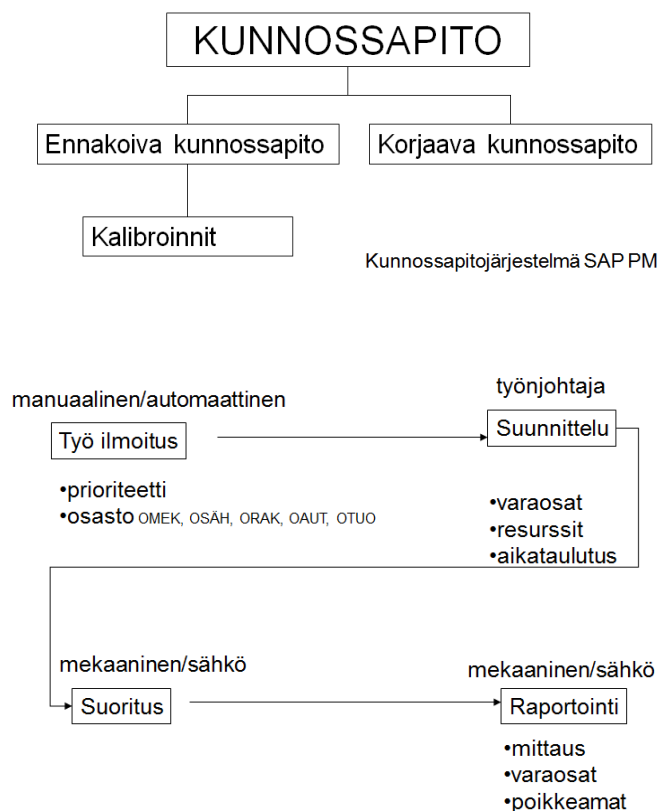 KUNNOSSAPITO
Ennakoiva kunnossapito
Korjaava kunnossapito
Kalibroinnit
Kunnossapitojärjestelmä SAP PM
manuaalinen/automaattinen
Työ ilmoitus
•prioriteetti
•osasto OMEK, OSÄH, ORAK, OAUT, OTUO
työnjohtaja
Suunnittelu
•varaosat
•resurssit
•aikataulutus
mekaaninen/sähkö
Suoritus
mekaaninen/sähkö
Raportointi
•mittaus
•varaosat
•poikkeamat